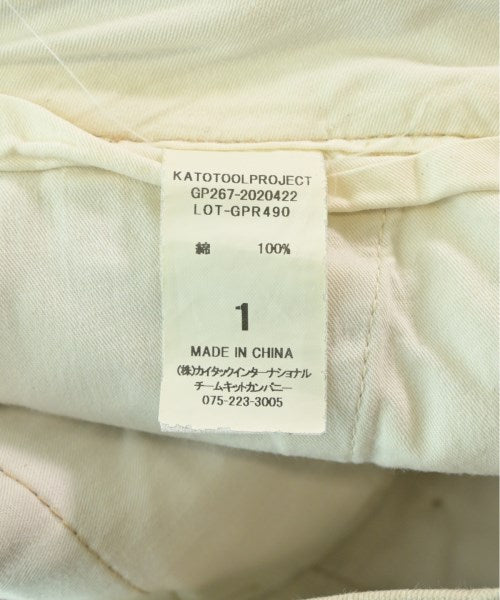 KATOTOOLPROJECT
GP267-2020422
LOT-GPR490
綿 100%
1
MADE IN CHINA
(株)カイタックインターナショナル
チームキットカンパニー
075-223-3005